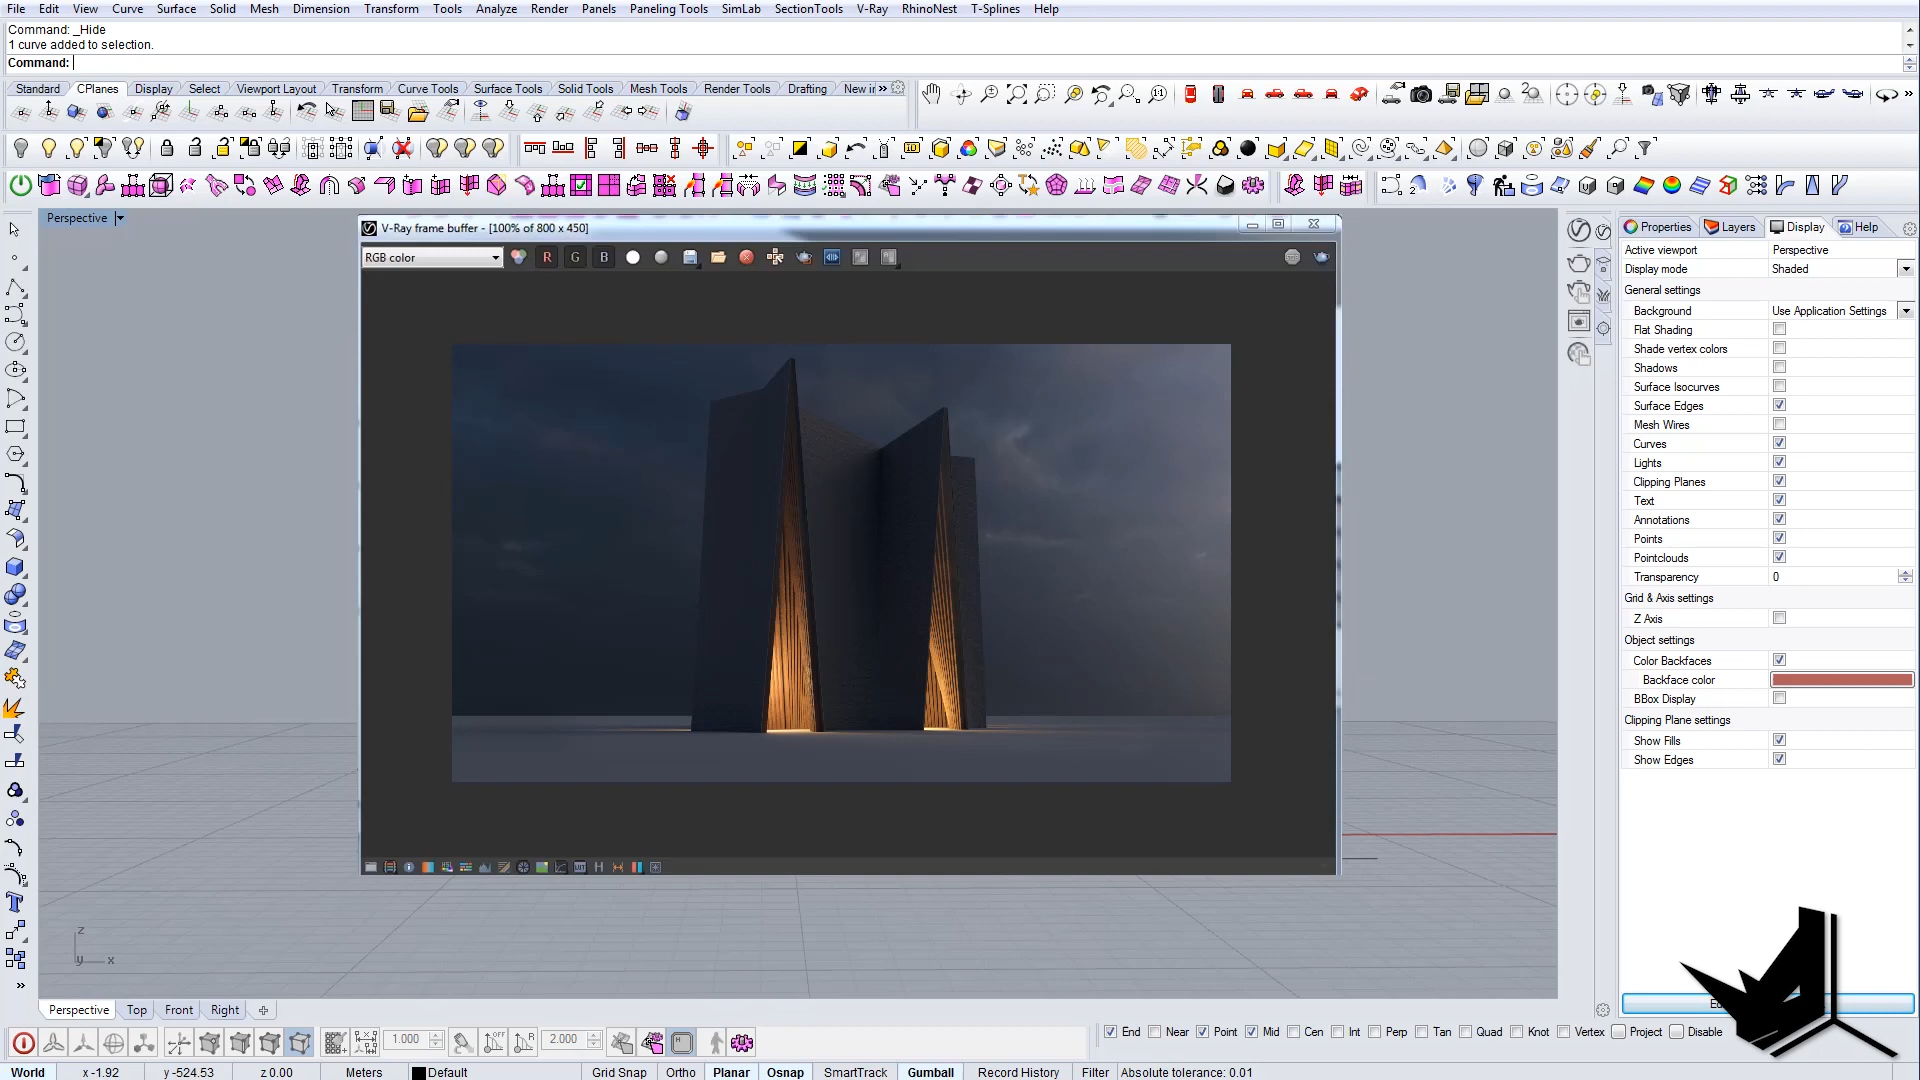 File Edit View Curve Surface Solid Mesh Dimension Transform Tools Analyze Render Panels Paneling Tools SimLab SectionTools V-Ray RhinoNest T-Splines Help
Command: _Hide
1 curve added to selection.
Command:
Standard CPlanes Display Select Viewport Layout Transform Curve Tools Surface Tools Solid Tools Mesh Tools Render Tools Drafting New in
Perspective
V-Ray frame buffer - [100% of 800 x 450]
RGB color R G B
Properties Layers Display Help
Active viewport Perspective
Display mode Shaded
General settings
Background Use Application Settings
Flat Shading
Shade vertex colors
Shadows
Surface Isocurves
Surface Edges
Mesh Wires
Curves
Lights
Clipping Planes
Text
Annotations
Points
Pointclouds
Transparency 0
Grid & Axis settings
Z Axis
Object settings
Color Backfaces
Backface color
BBox Display
Clipping Plane settings
Show Fills
Show Edges
z
y x
Perspective Top Front Right
1.000 2.000
End Near Point Mid Cen Int Perp Tan Quad Knot Vertex Project Disable
World x -1.92 y -524.53 z 0.00 Meters Default Grid Snap Ortho Planar Osnap SmartTrack Gumball Record History Filter Absolute tolerance: 0.01